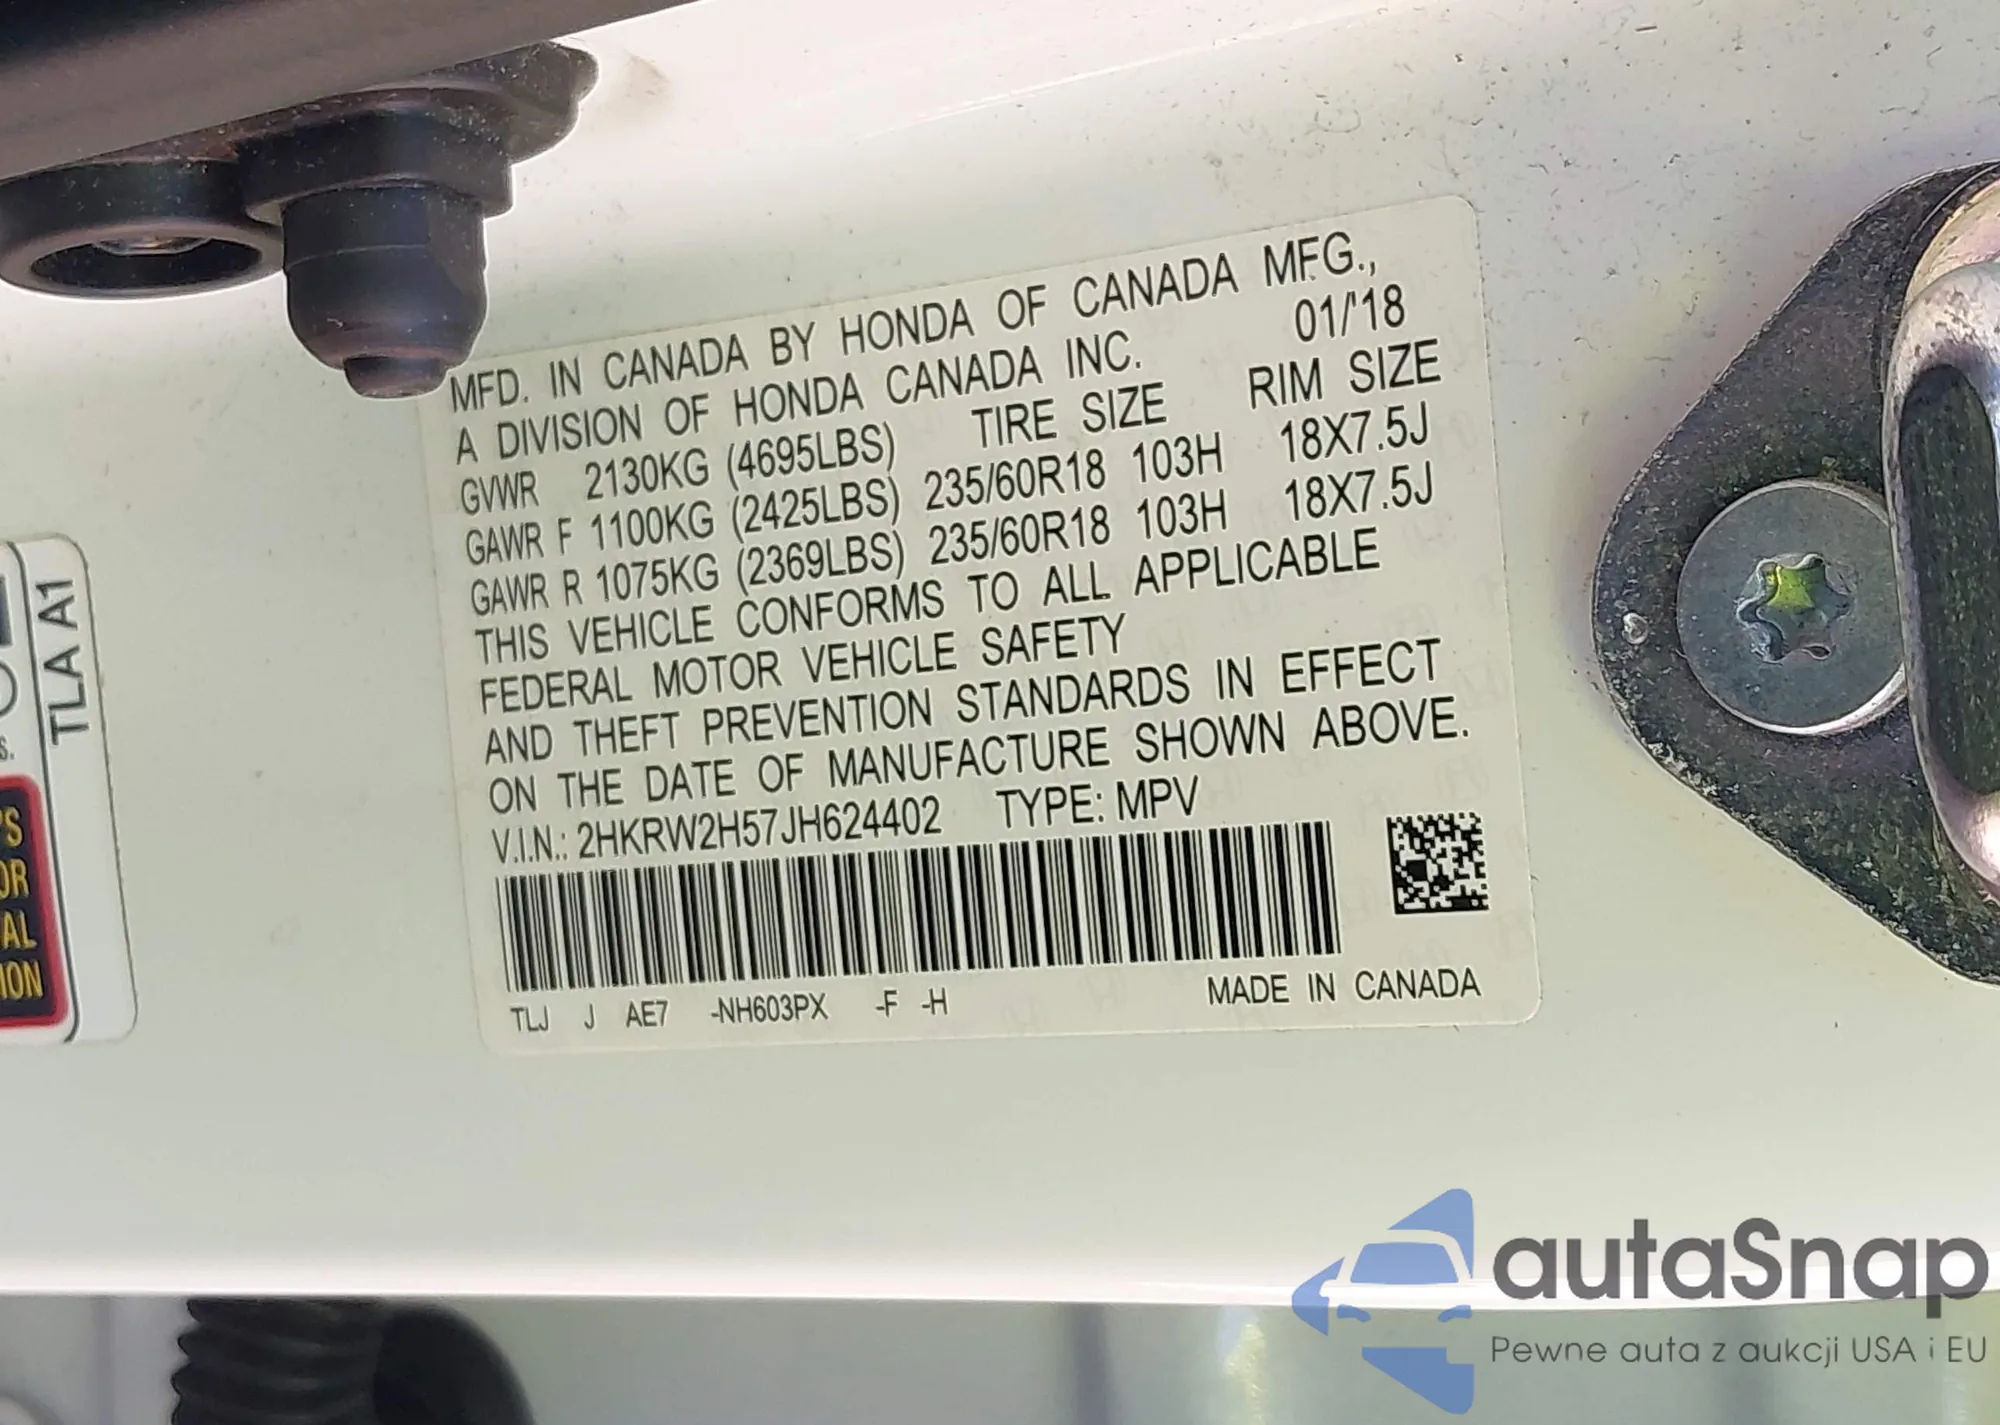 MFD. IN CANADA BY HONDA OF CANADA MFG.,
A DIVISION OF HONDA CANADA INC. 01/'18
GVWR 2130KG (4695LBS) TIRE SIZE RIM SIZE
GAWR F 1100KG (2425LBS) 235/60R18 103H 18X7.5J
GAWR R 1075KG (2369LBS) 235/60R18 103H 18X7.5J
THIS VEHICLE CONFORMS TO ALL APPLICABLE
FEDERAL MOTOR VEHICLE SAFETY
AND THEFT PREVENTION STANDARDS IN EFFECT
ON THE DATE OF MANUFACTURE SHOWN ABOVE.
V.I.N.: 2HKRW2H57JH624402 TYPE: MPV
TLJ J AE7 -NH603PX -F -H MADE IN CANADA
TLA A1
S.
OR
AL
ION
autaSnap
Pewne auta z aukcji USA i EU